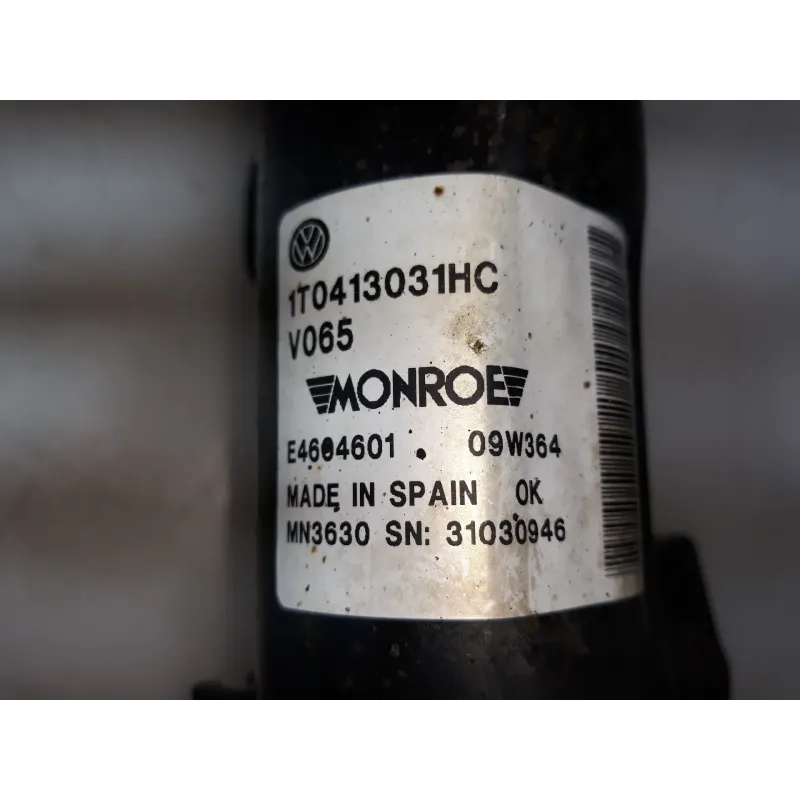 1T0413031HC
V065
MONROE
E4604601 09W364
MADE IN SPAIN OK
MN3630 SN: 31030946